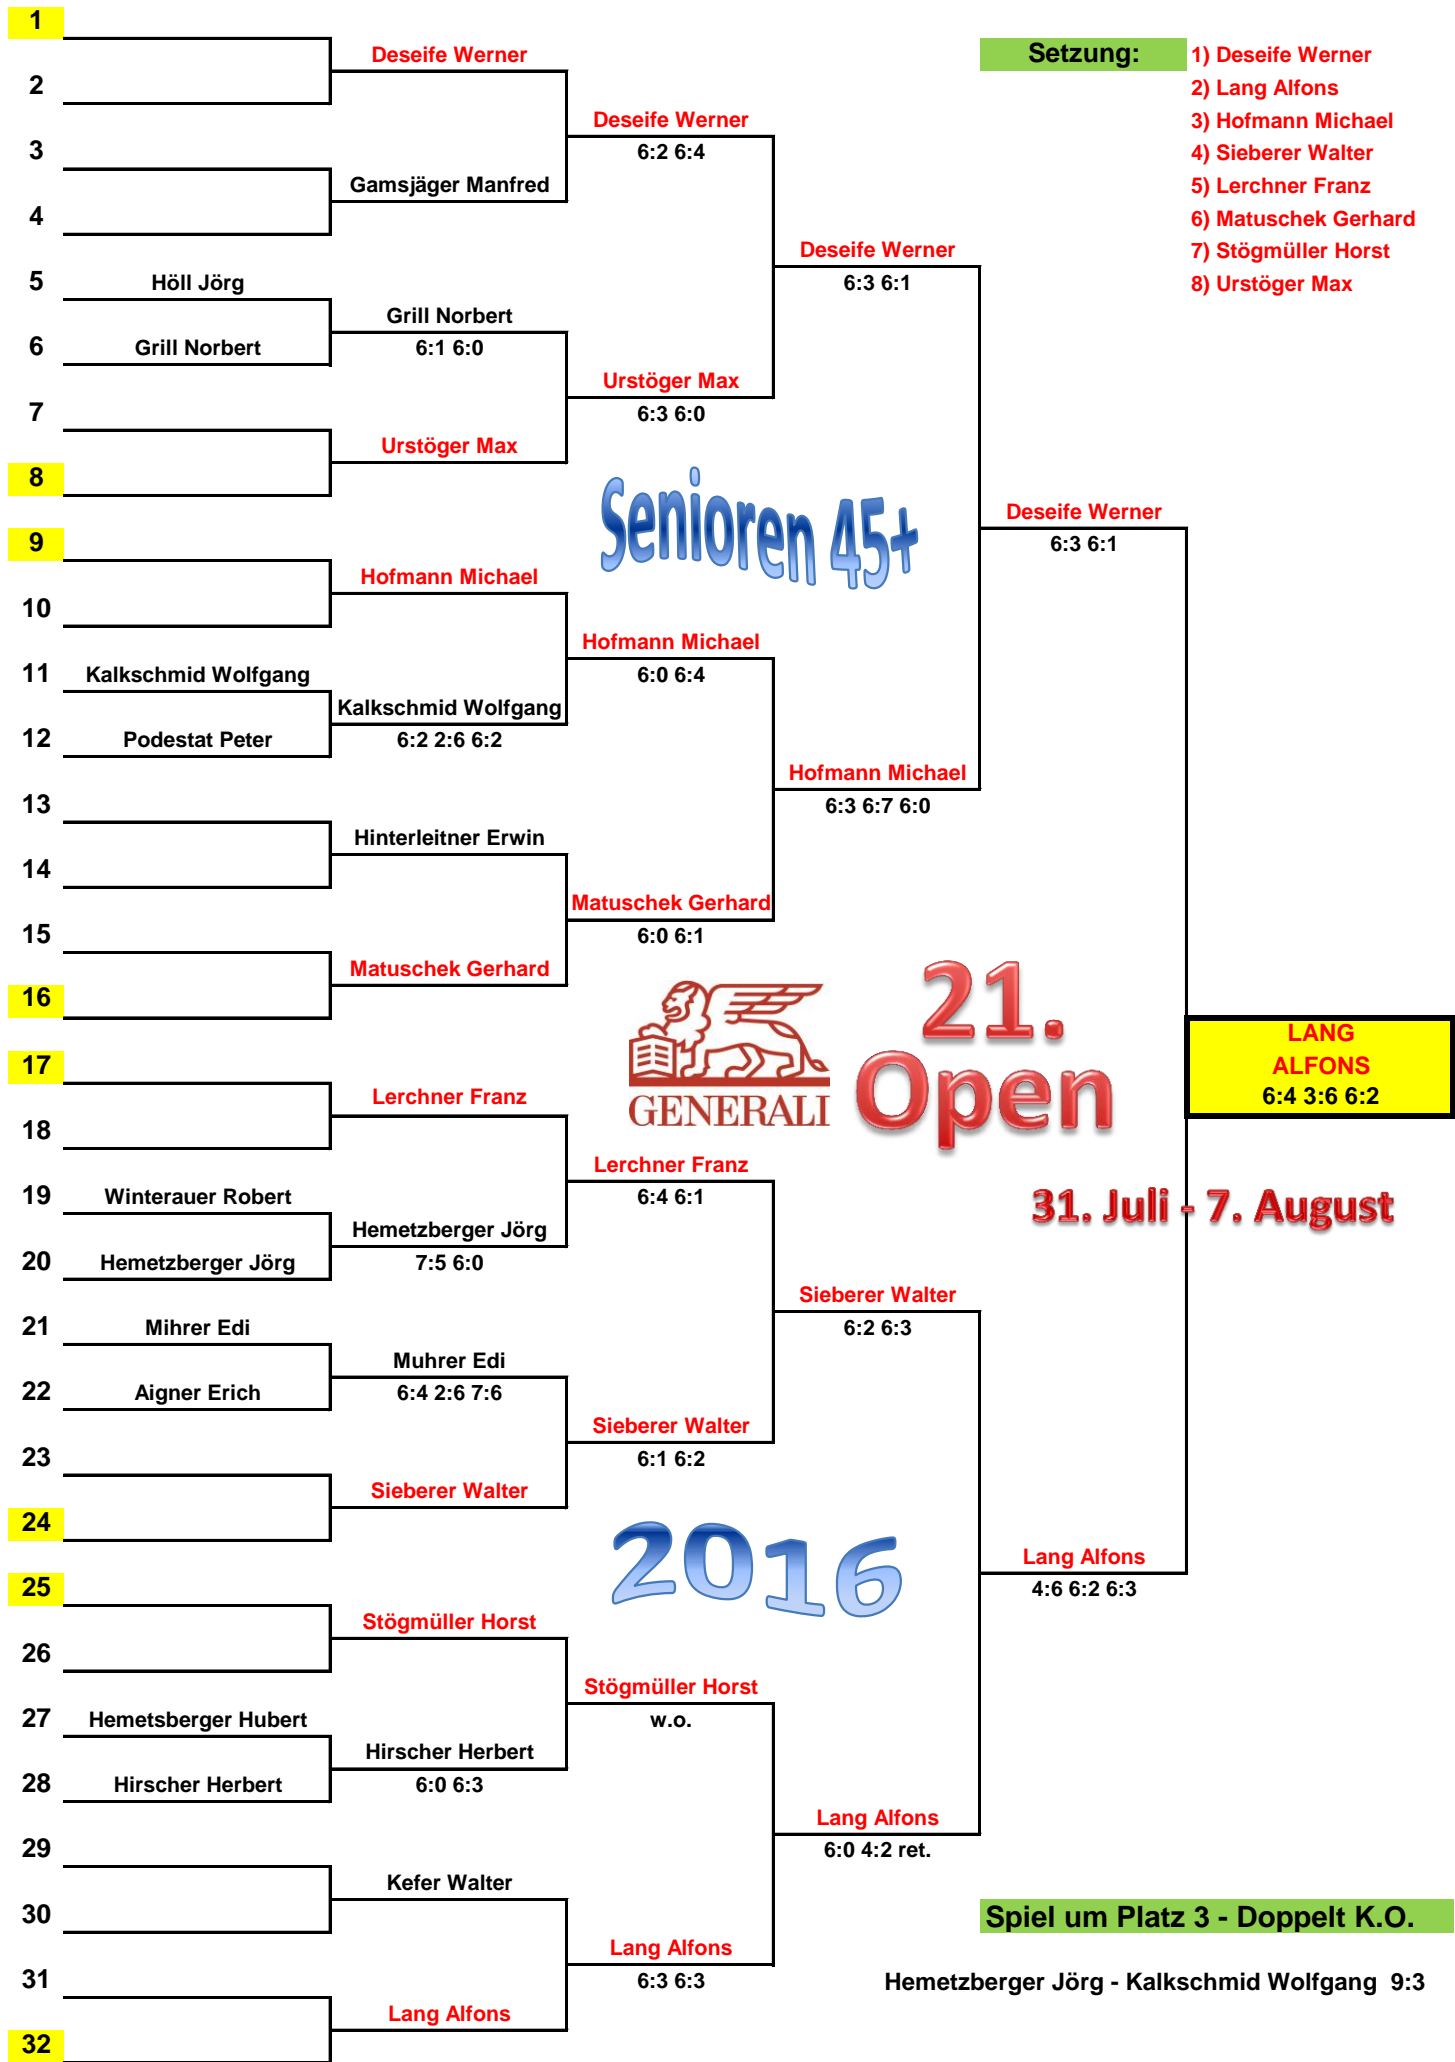 1
Deseife Werner
Setzung: 1) Deseife Werner
2
2) Lang Alfons
Deseife Werner
3) Hofmann Michael
3
6:2 6:4
4) Sieberer Walter
Gamsjäger Manfred
5) Lerchner Franz
4
6) Matuschek Gerhard
Deseife Werner
7) Stögmüller Horst
5 Höll Jörg
6:3 6:1
8) Urstöger Max
Grill Norbert
6 Grill Norbert
6:1 6:0
Urstöger Max
7
6:3 6:0
Urstöger Max
8
Senioren 45+
Deseife Werner
9
6:3 6:1
Hofmann Michael
10
Hofmann Michael
11 Kalkschmid Wolfgang
6:0 6:4
Kalkschmid Wolfgang
12 Podestat Peter
6:2 2:6 6:2
Hofmann Michael
13
6:3 6:7 6:0
Hinterleitner Erwin
14
Matuschek Gerhard
15
6:0 6:1
Matuschek Gerhard
16
21.
Open
GENERALI
LANG
ALFONS
6:4 3:6 6:2
17
Lerchner Franz
18
Lerchner Franz
19 Winterauer Robert
6:4 6:1
31. Juli - 7. August
Hemetzberger Jörg
20 Hemetzberger Jörg
7:5 6:0
Sieberer Walter
21 Mihrer Edi
6:2 6:3
Muhrer Edi
22 Aigner Erich
6:4 2:6 7:6
Sieberer Walter
23
6:1 6:2
Sieberer Walter
24
2016
Lang Alfons
25
4:6 6:2 6:3
Stögmüller Horst
26
Stögmüller Horst
27 Hemetsberger Hubert
w.o.
Hirscher Herbert
28 Hirscher Herbert
6:0 6:3
Lang Alfons
29
6:0 4:2 ret.
Kefer Walter
30
Spiel um Platz 3 - Doppelt K.O.
Lang Alfons
31
6:3 6:3
Hemetzberger Jörg - Kalkschmid Wolfgang 9:3
Lang Alfons
32